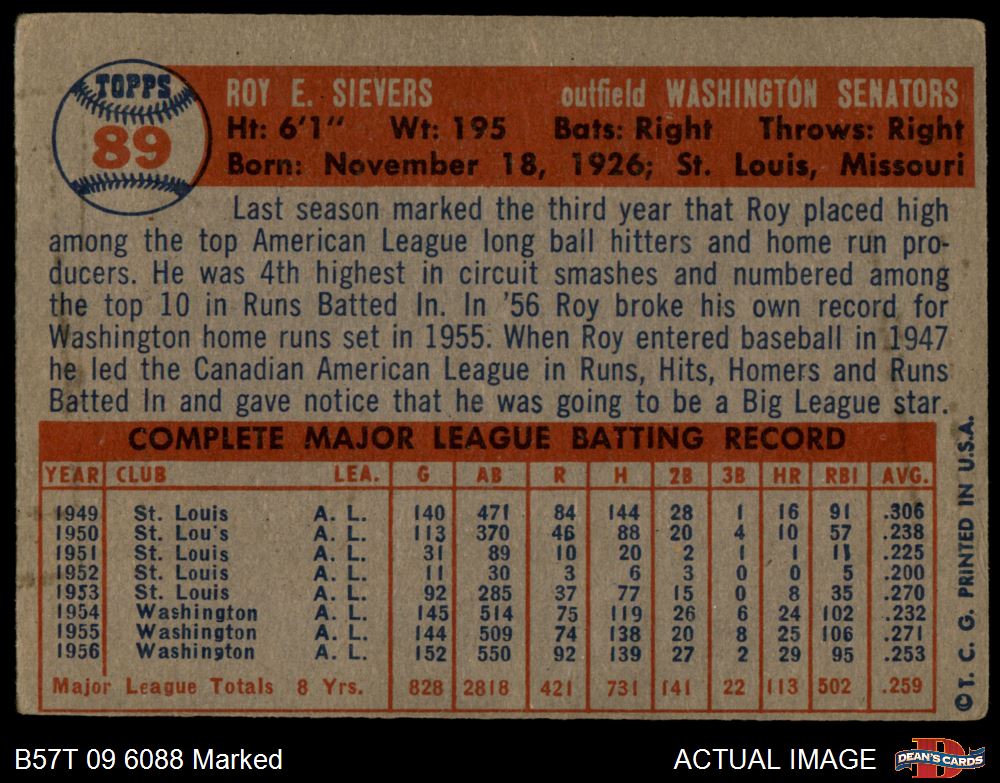 TOPPS
89
ROY E. SIEVERS outfield WASHINGTON SENATORS
Ht: 6'1" Wt: 195 Bats: Right Throws: Right
Born: November 18, 1926; St. Louis, Missouri
Last season marked the third year that Roy placed high
among the top American League long ball hitters and home run pro-
ducers. He was 4th highest in circuit smashes and numbered among
the top 10 in Runs Batted In. In '56 Roy broke his own record for
Washington home runs set in 1955. When Roy entered baseball in 1947
he led the Canadian American League in Runs, Hits, Homers and Runs
Batted In and gave notice that he was going to be a Big League star.
COMPLETE MAJOR LEAGUE BATTING RECORD
YEAR CLUB LEA. G AB R H 2B 3B HR RBI AVG.
1949 St. Louis A. L. 140 471 84 144 28 1 16 91 .306
1950 St. Lou's A. L. 113 370 46 88 20 4 10 57 .238
1951 St. Louis A. L. 31 89 10 20 2 1 1 11 .225
1952 St. Louis A. L. 11 30 3 6 3 0 0 5 .200
1953 St. Louis A. L. 92 285 37 77 15 0 8 35 .270
1954 Washington A. L. 145 514 75 119 26 6 24 102 .232
1955 Washington A. L. 144 509 74 138 20 8 25 106 .271
1956 Washington A. L. 152 550 92 139 27 2 29 95 .253
Major League Totals 8 Yrs. 828 2818 421 731 141 22 113 502 .259
©T. C. G. PRINTED IN U.S.A.
B57T 09 6088 Marked
ACTUAL IMAGE
D
DEAN'S CARDS